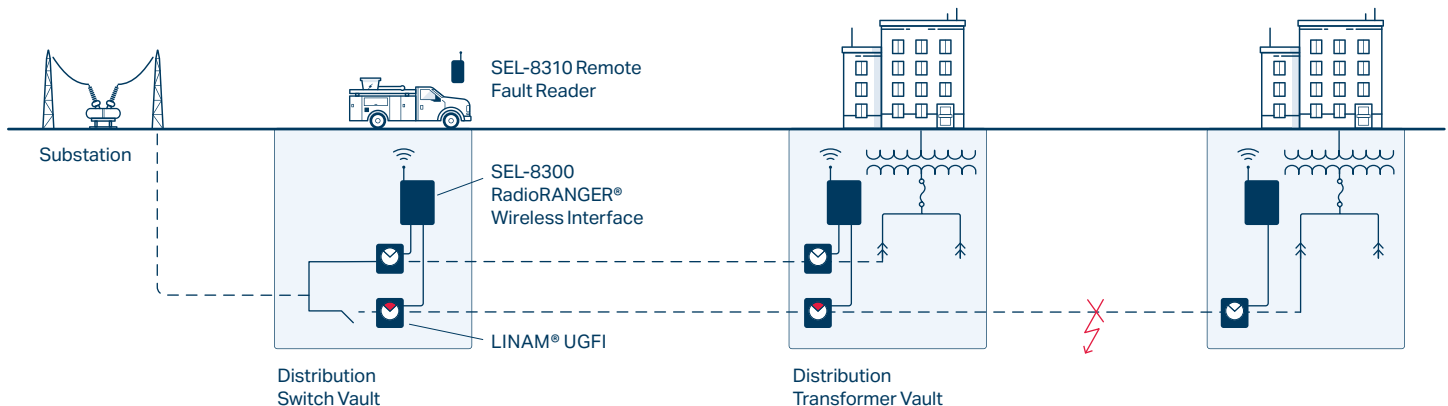 SEL-8310 Remote
Fault Reader
Substation
SEL-8300
RadioRANGER®
Wireless Interface
LINAM® UGFI
Distribution
Switch Vault
Distribution
Transformer Vault